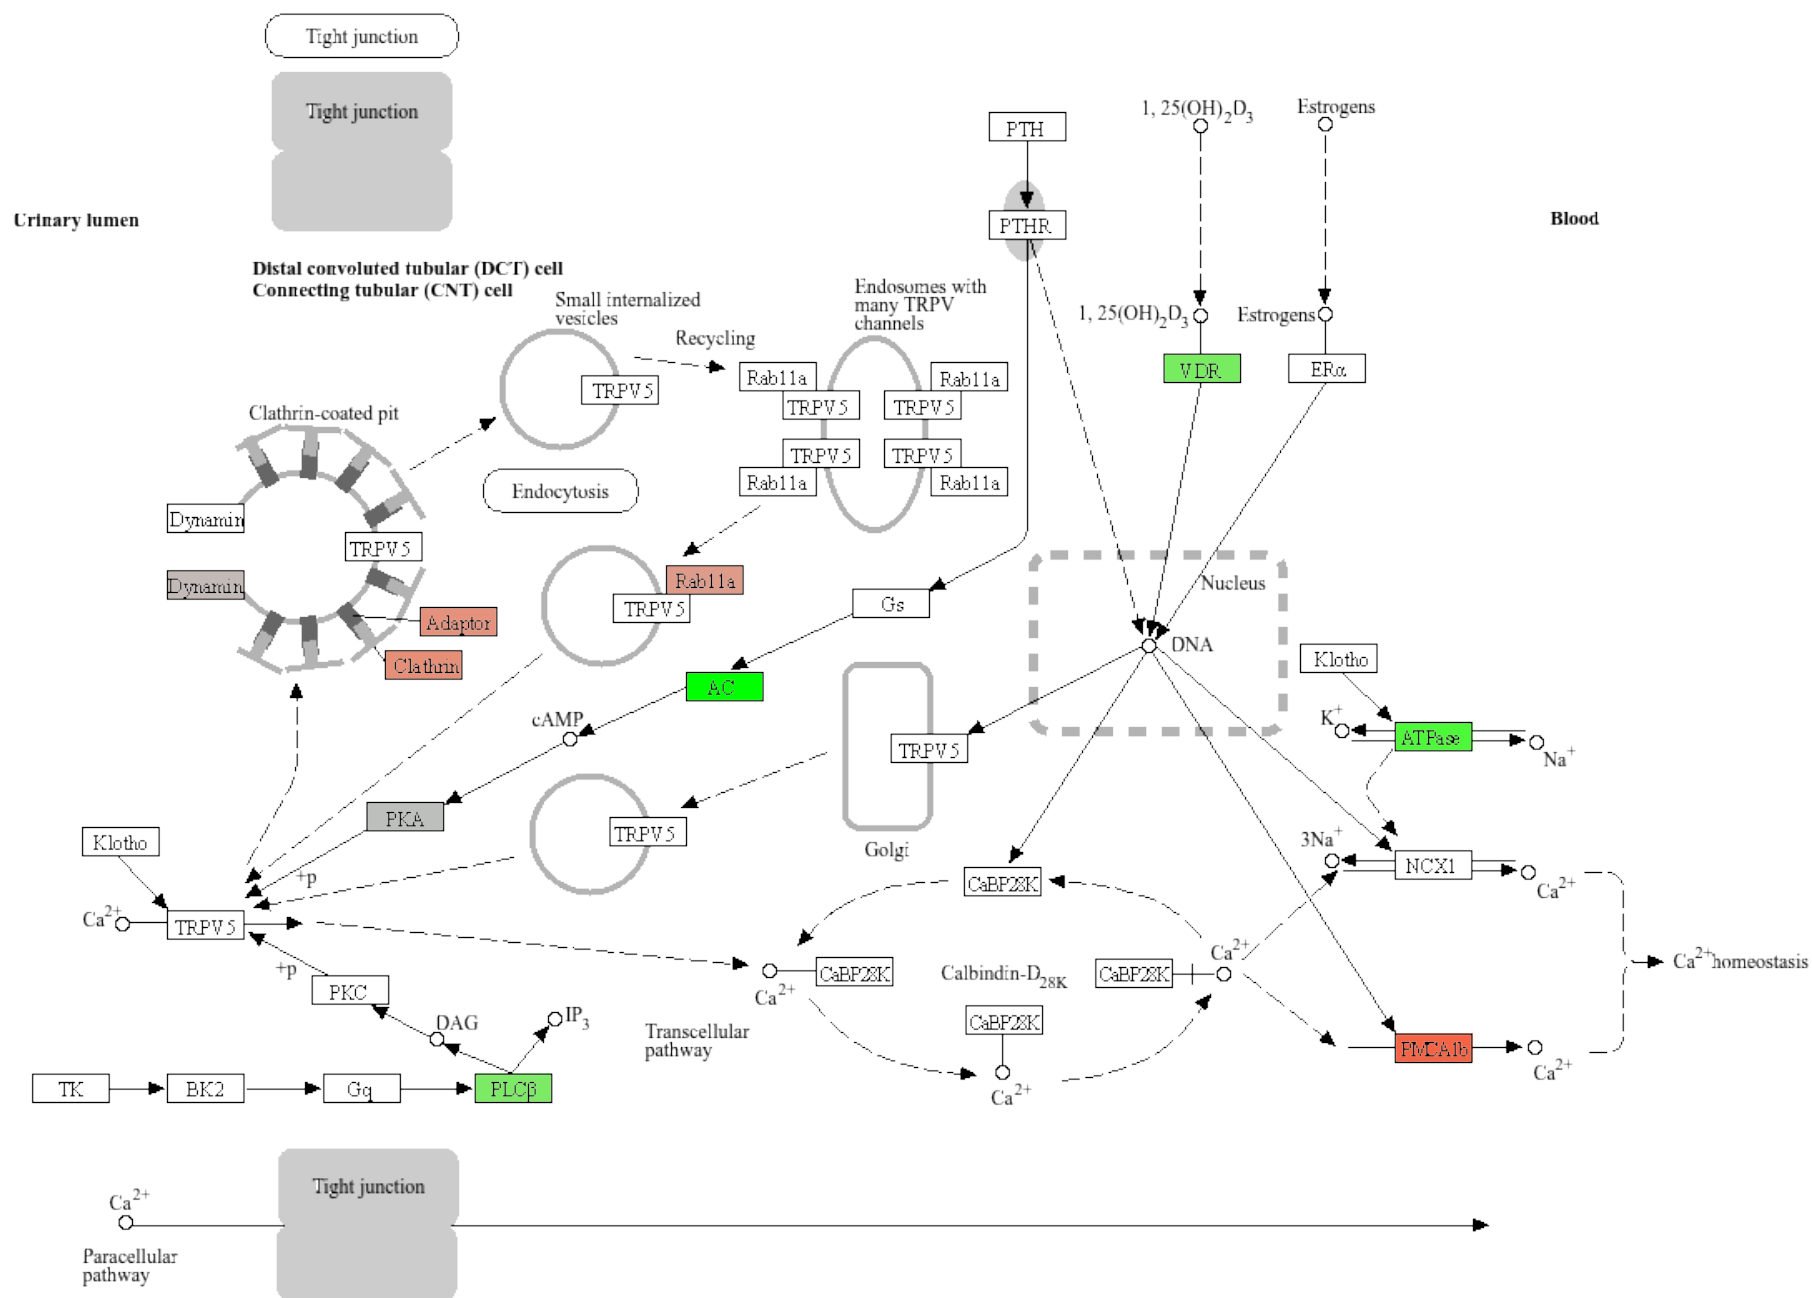 Tight junction
Tight junction
1, 25(OH)2D3
Estrogens
PTH
Urinary lumen
PTHR
Blood
Distal convoluted tubular (DCT) cell
Connecting tubular (CNT) cell
Small internalized
vesicles
Endosomes with
many TRPV
channels
1, 25(OH)2D3
Estrogens
Recycling
VDR
ERα
Rab11a
Rab11a
TRPV5
TRPV5
TRPV5
Clathrin-coated pit
TRPV5
TRPV5
Rab11a
Rab11a
Endocytosis
Dynamin
TRPV5
Dynamin
Rab11a
TRPV5
Nucleus
Gs
Adaptor
Clathrin
DNA
Klotho
AC
cAMP
K+
ATPase
Na+
TRPV5
PKA
TRPV5
Golgi
Klotho
3Na+
NCX1
Ca2+
+p
CaBP28K
Ca2+
TRPV5
+p
Ca2+
CaBP28K
Calbindin-D28K
CaBP28K
Ca2+
Ca2+homeostasis
PKC
DAG
IP3
CaBP28K
Transcellular
pathway
PMCA1b
Ca2+
TK
BK2
Gq
PLCβ
Ca2+
Tight junction
Ca2+
Paracellular
pathway